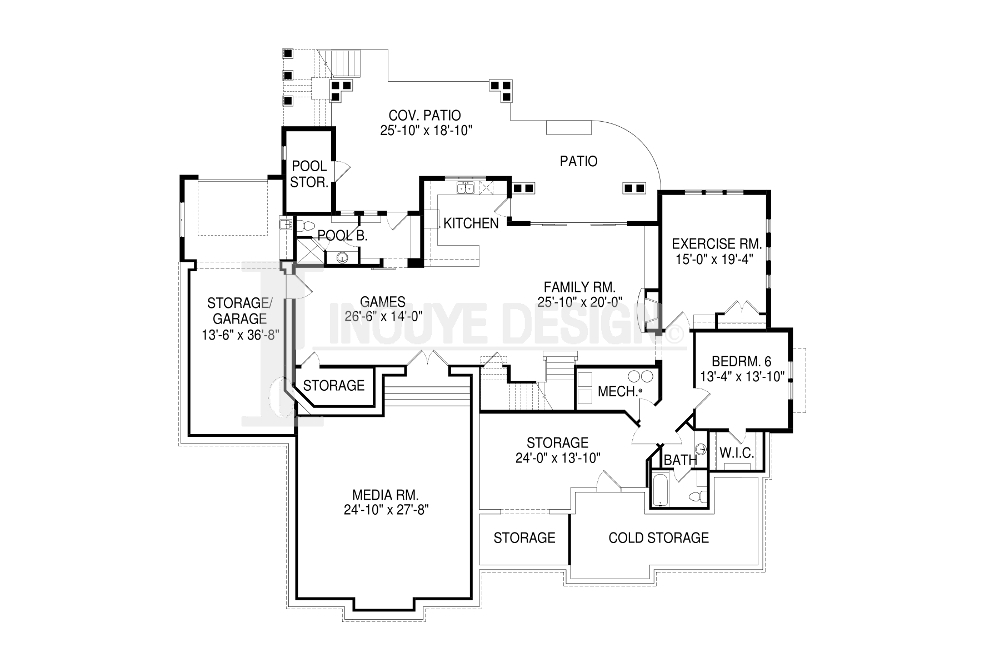 COV. PATIO
25'-10" x 18'-10"
PATIO
POOL
STOR.
KITCHEN
POOL B.
EXERCISE RM.
15'-0" x 19'-4"
FAMILY RM.
25'-10" x 20'-0"
GAMES
26'-6" x 14'-0"
STORAGE/
GARAGE
13'-6" x 36'-8"
INOUYE DESIGN
BEDRM. 6
13'-4" x 13'-10"
STORAGE
MECH.
STORAGE
24'-0" x 13'-10"
BATH
W.I.C.
MEDIA RM.
24'-10" x 27'-8"
STORAGE
COLD STORAGE